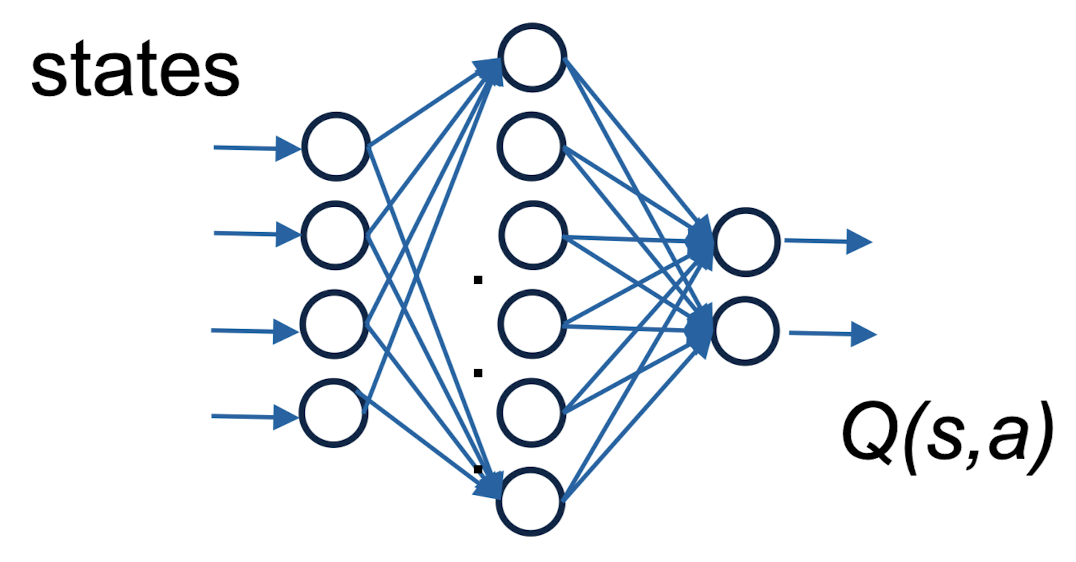 states
.
.
.
Q(s,a)